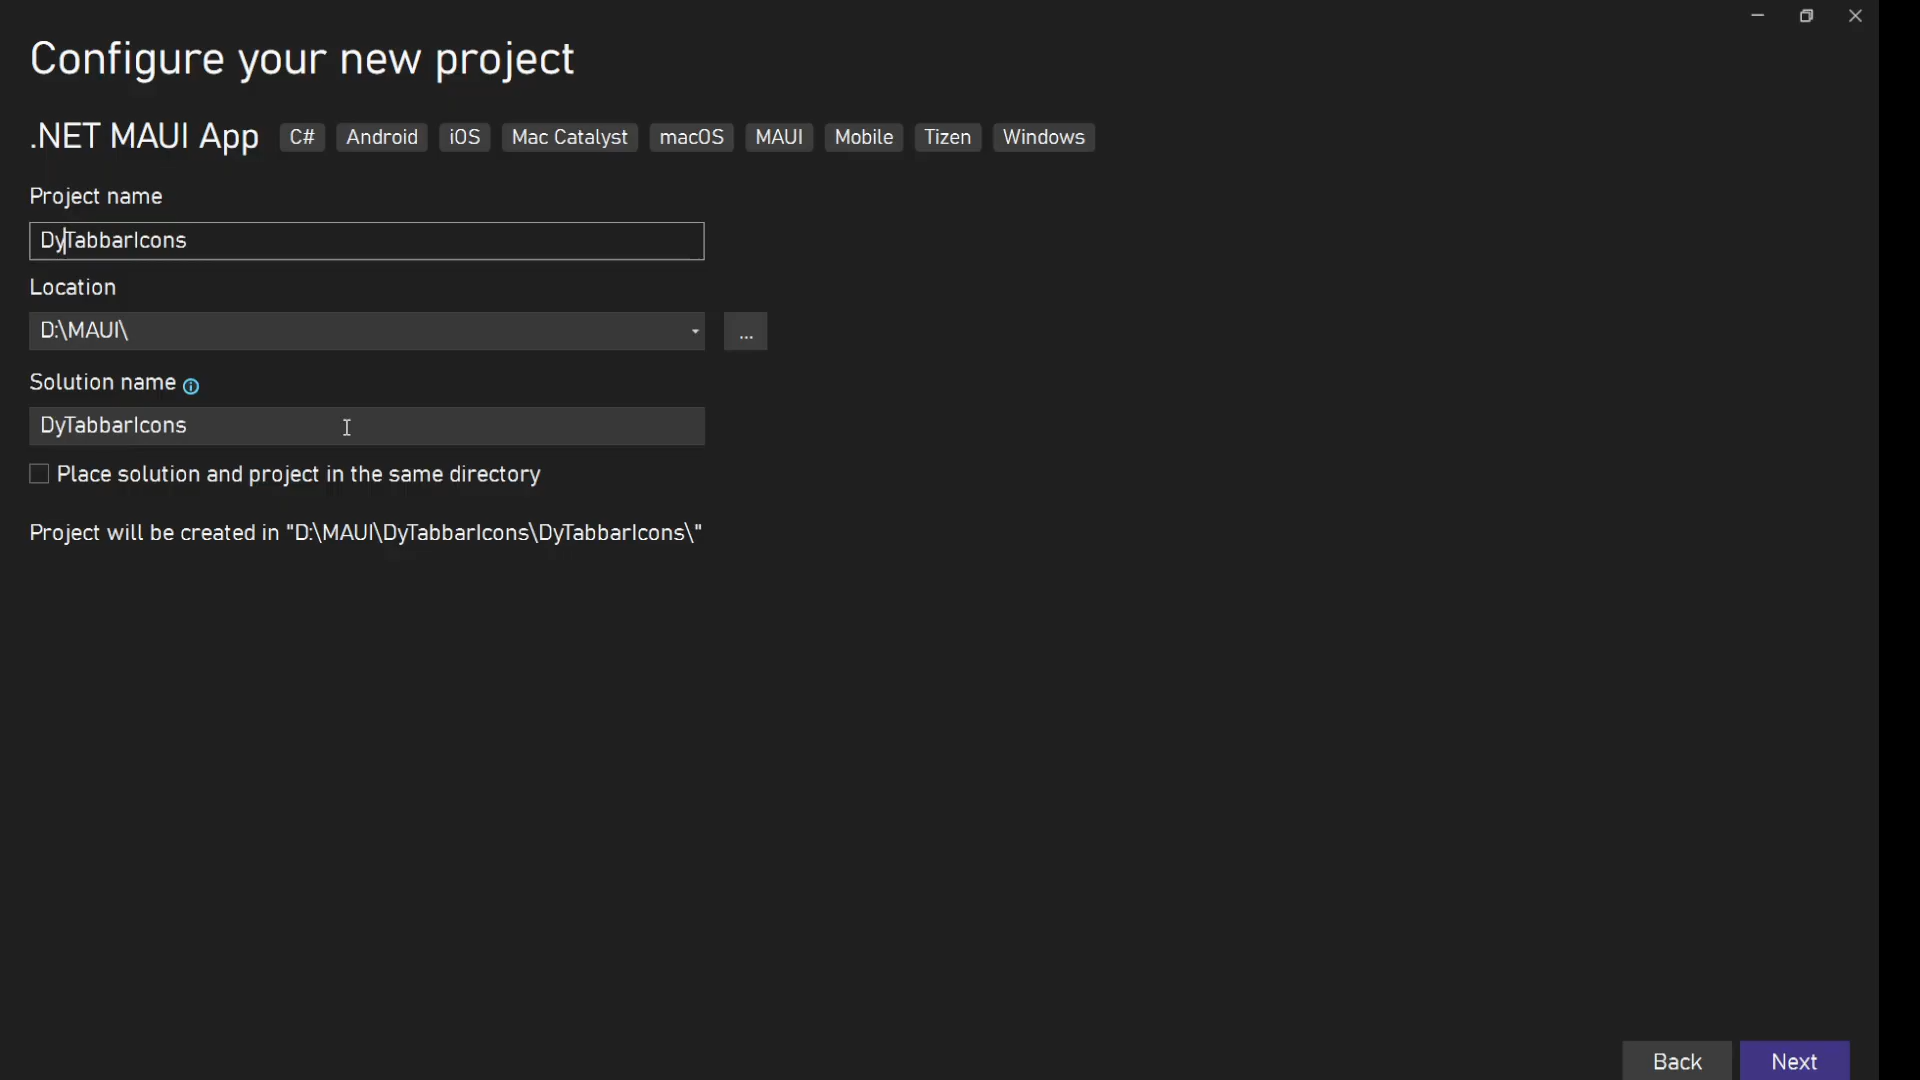 Configure your new project
.NET MAUI App C# Android iOS Mac Catalyst macOS MAUI Mobile Tizen Windows
Project name
DyTabbarIcons
Location
D:\MAUI\
...
Solution name
DyTabbarIcons
Place solution and project in the same directory
Project will be created in "D:\MAUI\DyTabbarIcons\DyTabbarIcons\"
Back Next